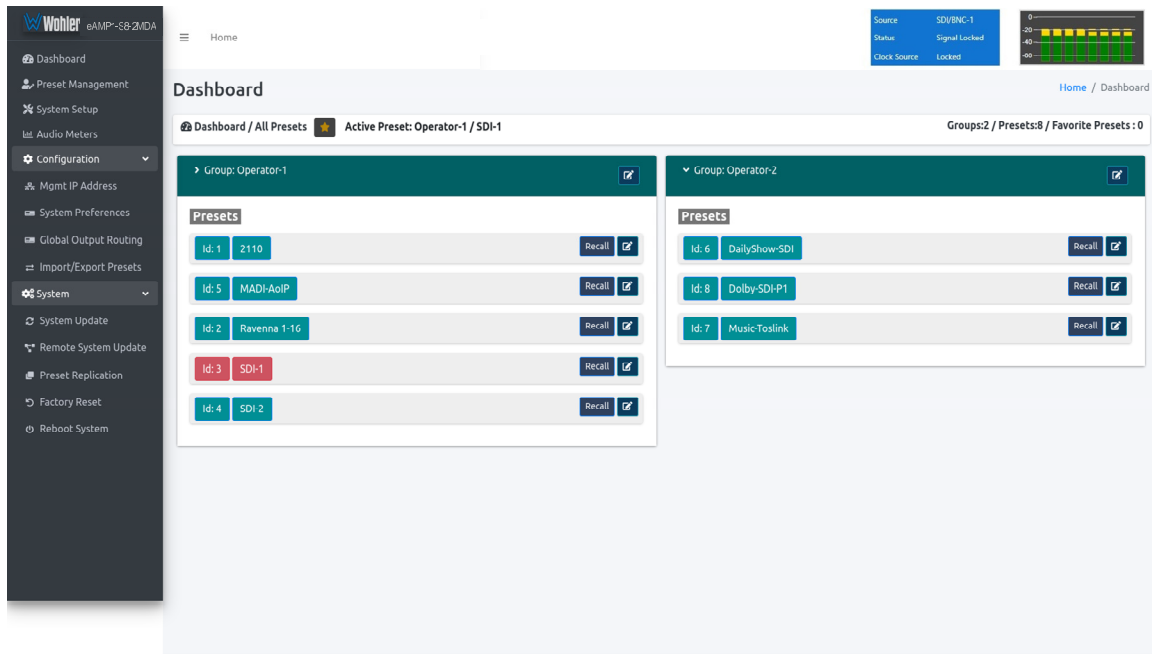 Wohler eAMP1-S8-2MDA
Dashboard
Preset Management
System Setup
Audio Meters
Configuration
Mgmt IP Address
System Preferences
Global Output Routing
Import/Export Presets
System
System Update
Remote System Update
Preset Replication
Factory Reset
Reboot System
Home
Source SDI/BNC-1
Status Signal Locked
Clock Source Locked
0
-20
-40
-60
Dashboard
Home / Dashboard
Dashboard / All Presets Active Preset: Operator-1 / SDI-1
Groups:2 / Presets:8 / Favorite Presets : 0
Group: Operator-1
Presets
Id: 1 2110 Recall
Id: 5 MADI-AoIP Recall
Id: 2 Ravenna 1-16 Recall
Id: 3 SDI-1 Recall
Id: 4 SDI-2 Recall
Group: Operator-2
Presets
Id: 6 DailyShow-SDI Recall
Id: 8 Dolby-SDI-P1 Recall
Id: 7 Music-Toslink Recall